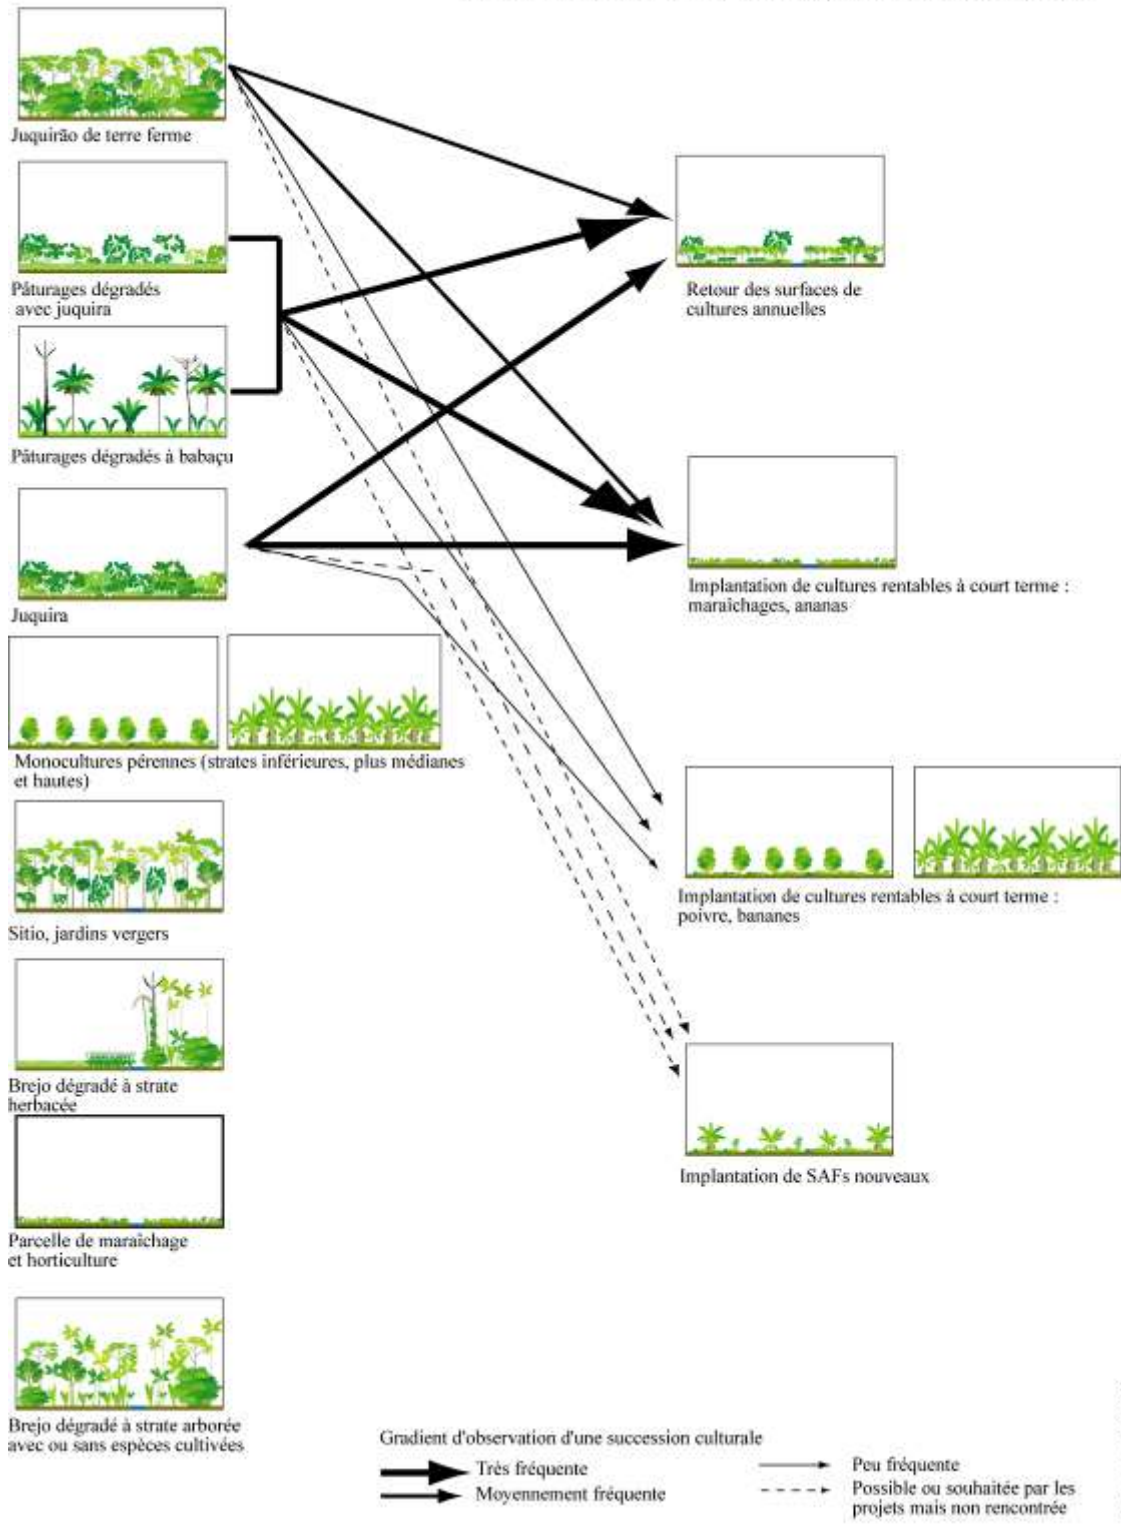 Juquirão de terre ferme
Pâturages dégradés
avec juquira
Pâturages dégradés à babaçu
Juquira
Monocultures pérennes (strates inférieures, plus médianes
et hautes)
Sitio, jardins vergers
Brejo dégradé à strate
herbacée
Parcelle de maraîchage
et horticulture
Brejo dégradé à strate arborée
avec ou sans espèces cultivées
Retour des surfaces de
cultures annuelles
Implantation de cultures rentables à court terme :
maraîchages, ananas
Implantation de cultures rentables à court terme :
poivre, bananes
Implantation de SAFs nouveaux
Gradient d'observation d'une succession culturale
Très fréquente
Moyennement fréquente
Peu fréquente
Possible ou souhaitée par les
projets mais non rencontrée